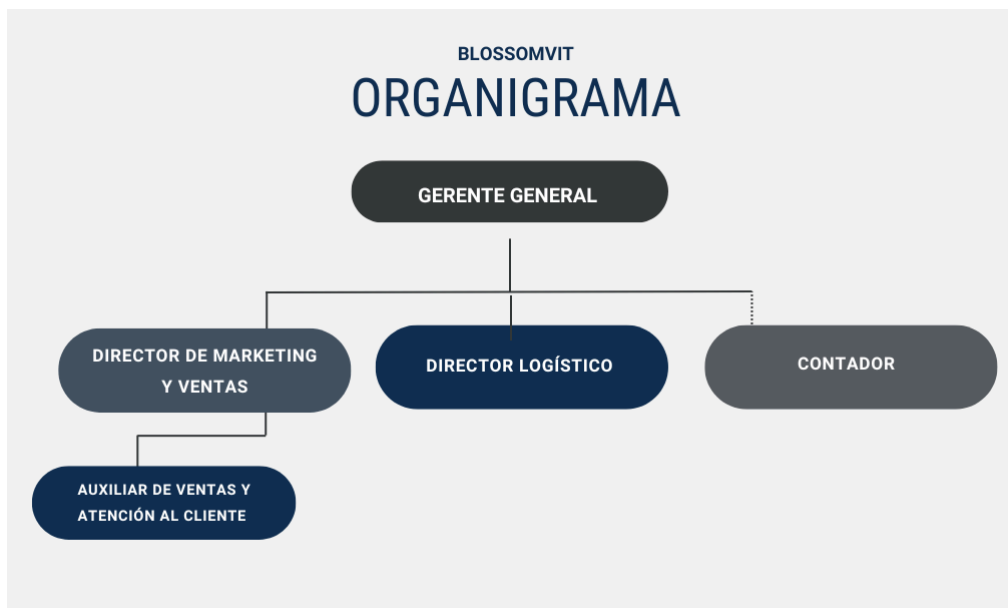 BLOSSOMVIT
ORGANIGRAMA
GERENTE GENERAL
DIRECTOR DE MARKETING
Y VENTAS
DIRECTOR LOGÍSTICO
CONTADOR
AUXILIAR DE VENTAS Y
ATENCIÓN AL CLIENTE